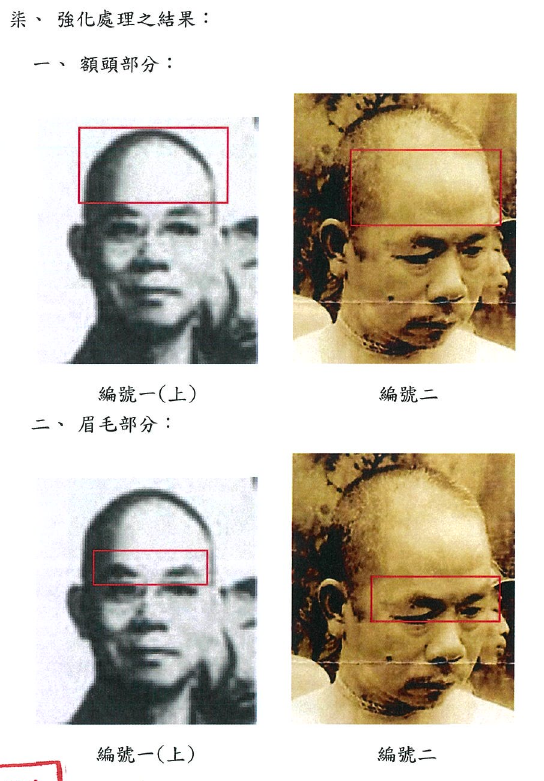 柒、 強化處理之結果：
一、 額頭部分：
編號一(上) 編號二
二、 眉毛部分：
編號一(上) 編號二